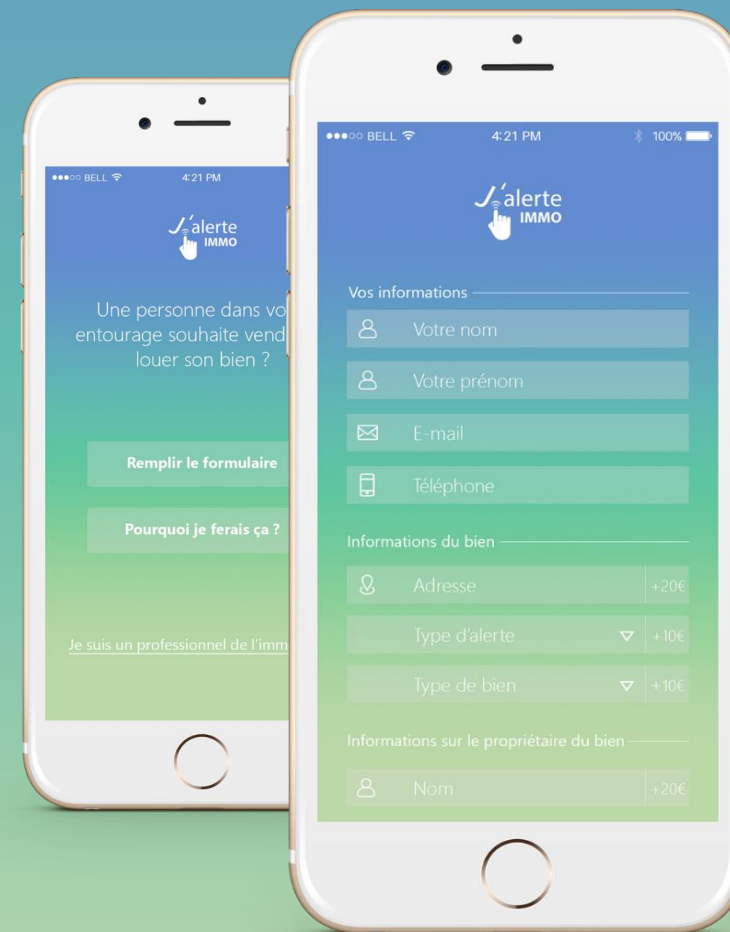 BELL 4:21 PM
J'alerte
IMMO
Une personne dans
entourage souhaite
louer son bien ?
Remplir le formulaire
Pourquoi je ferais ça ?
Je suis un professionnel de
BELL 4:21 PM 100%
J'alerte
IMMO
Vos informations
Votre nom
Votre prénom
E-mail
Téléphone
Informations du bien
Adresse +20€
Type d'alerte +10€
Type de bien +10€
Informations sur le propriétaire du bien
Nom +20€